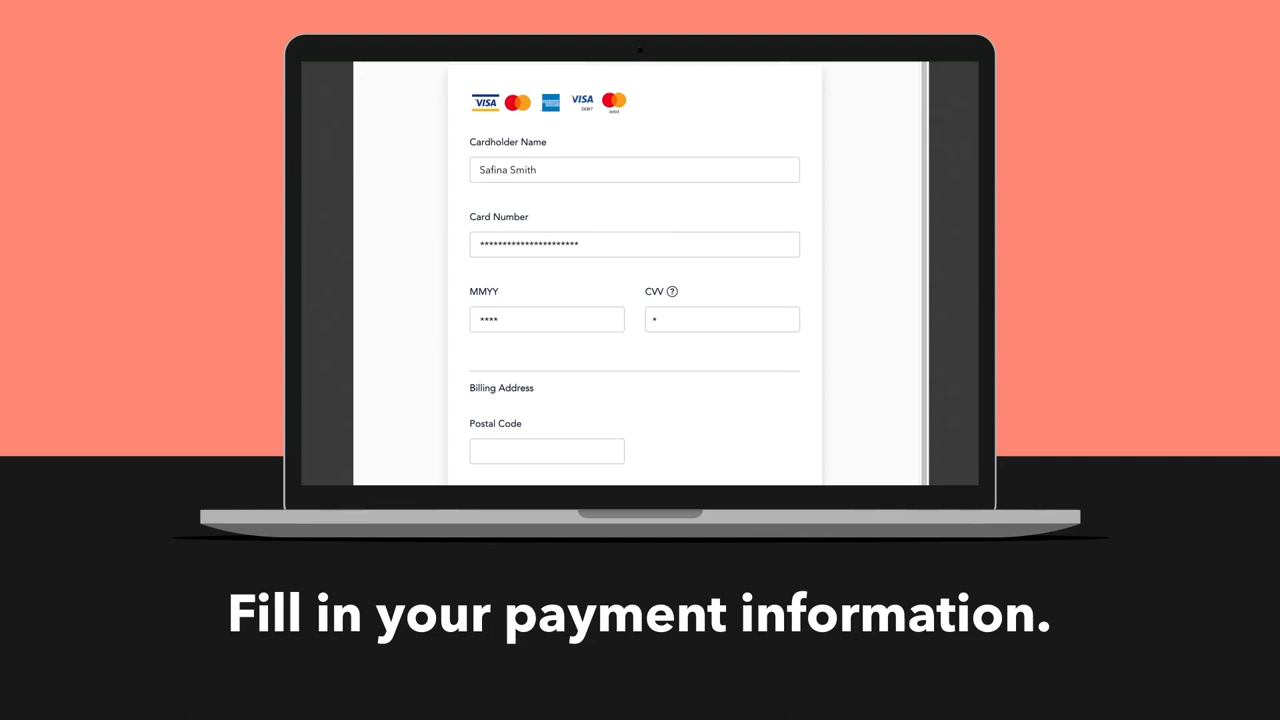 VISA VISA
DEBIT
Cardholder Name
Safina Smith
Card Number
**********************
MMYY CVV ?
**** *
Billing Address
Postal Code
Fill in your payment information.